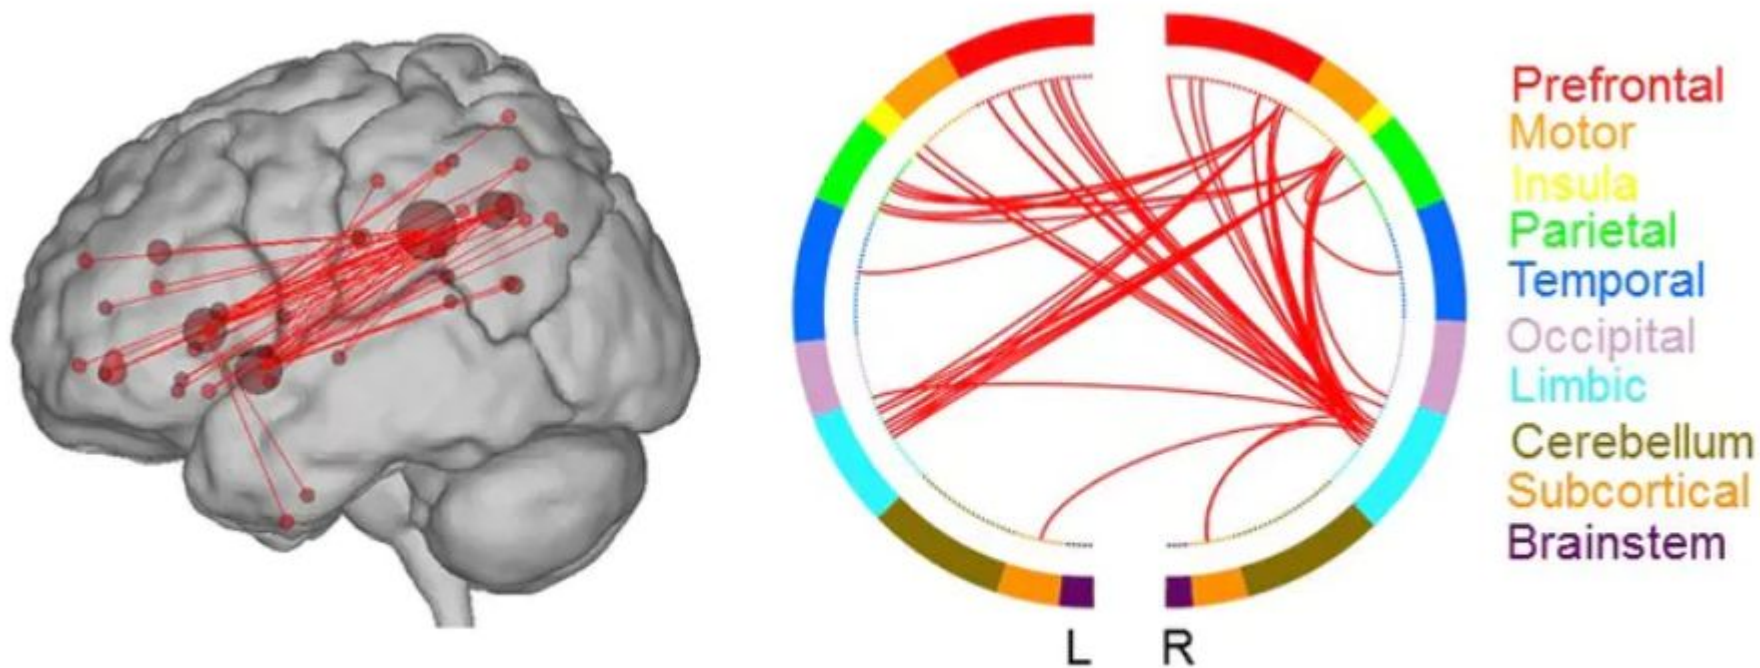 Prefrontal
Motor
Insula
Parietal
Temporal
Occipital
Limbic
Cerebellum
Subcortical
Brainstem
L R